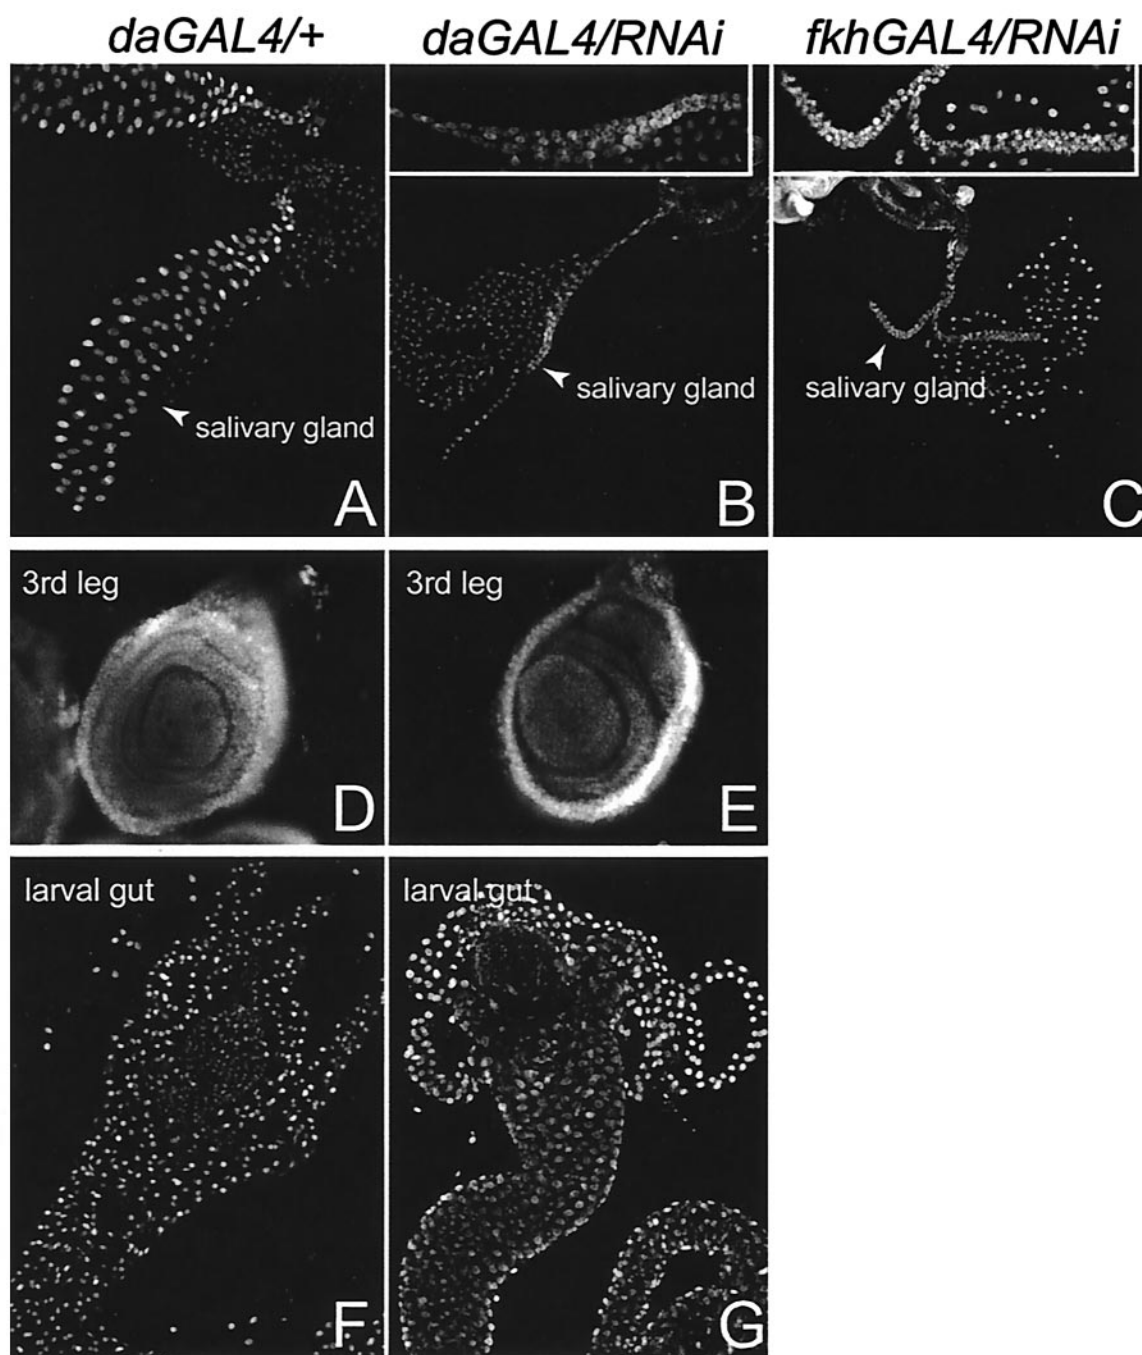 daGAL4/+ daGAL4/RNAi fkhGAL4/RNAi
salivary gland
A
salivary gland
B
salivary gland
C
3rd leg
D
3rd leg
E
larval gut
F
larval gut
G